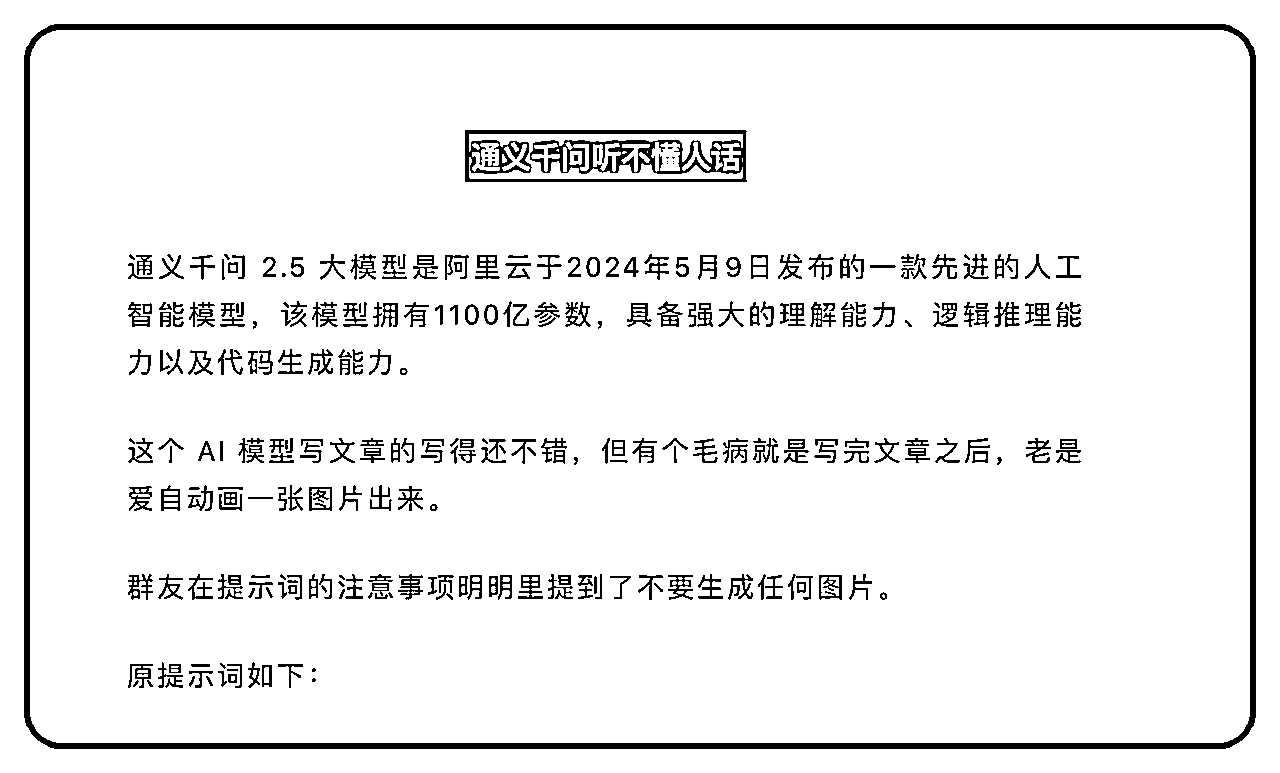 通义千问听不懂人话
通义千问 2.5 大模型是阿里云于2024年5月9日发布的一款先进的人工
智能模型，该模型拥有1100亿参数，具备强大的理解能力、逻辑推理能
力以及代码生成能力。
这个 AI 模型写文章的写得还不错，但有个毛病就是写完文章之后，老是
爱自动画一张图片出来。
群友在提示词的注意事项明明里提到了不要生成任何图片。
原提示词如下：